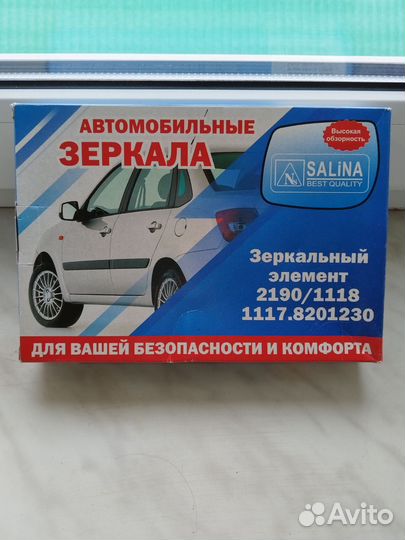 АВТОМОБИЛЬНЫЕ
ЗЕРКАЛА
Высокая
обзорность
SALiNA
BEST QUALITY
Зеркальный
элемент
2190/1118
1117.8201230
ДЛЯ ВАШЕЙ БЕЗОПАСНОСТИ И КОМФОРТА
Avito